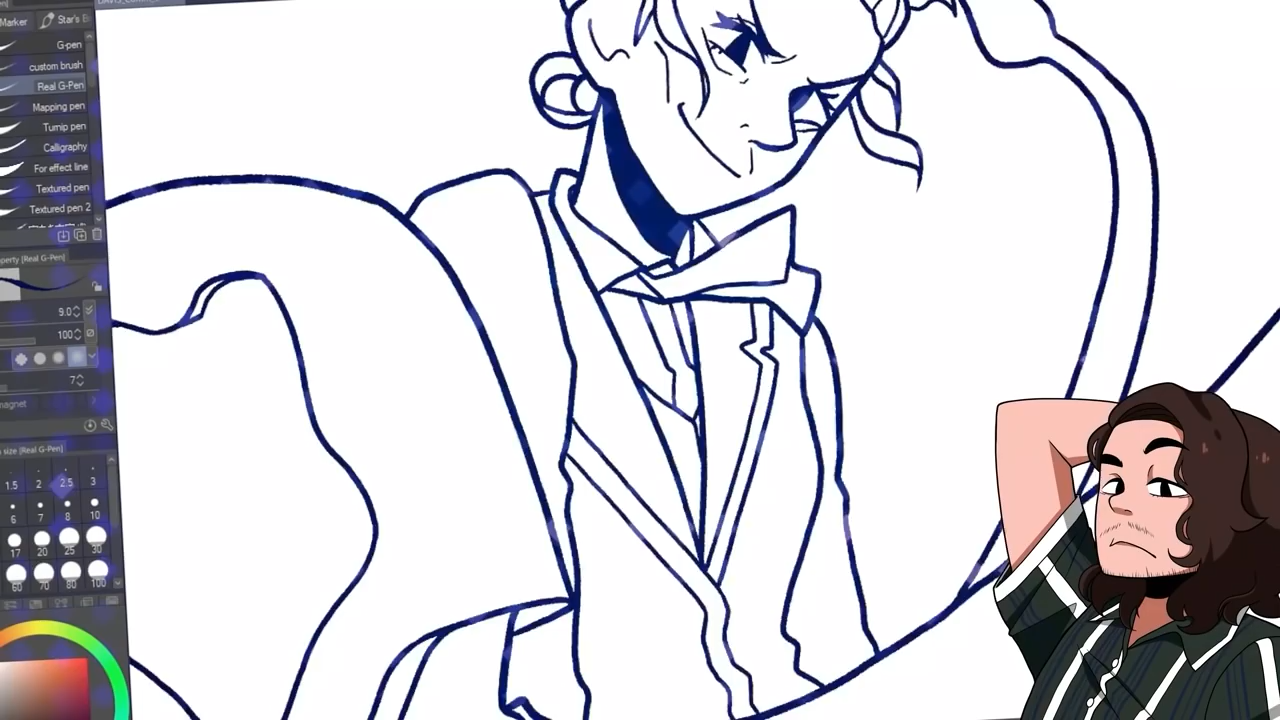 Marker Star's
G-pen
custom brush
Real G-Pen
Mapping pen
Turnip pen
Calligraphy
For effect line
Textured pen
Textured pen 2
perty [Real G-Pen]
9.0
100
7
magnet
size [Real G-Pen]
1.5 2 2.5 3
6 7 8 10
17 20 25 30
60 70 80 100